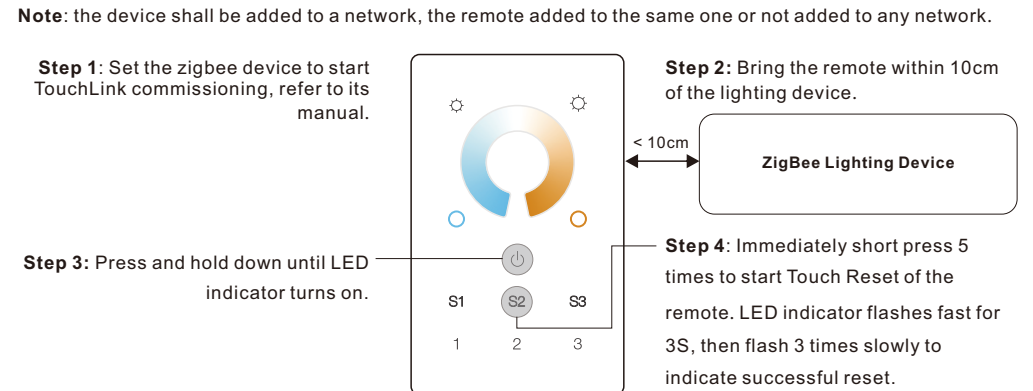 Note: the device shall be added to a network, the remote added to the same one or not added to any network.
Step 1: Set the zigbee device to start
TouchLink commissioning, refer to its
manual.
Step 2: Bring the remote within 10cm
of the lighting device.
< 10cm
ZigBee Lighting Device
Step 3: Press and hold down until LED
indicator turns on.
Step 4: Immediately short press 5
times to start Touch Reset of the
remote. LED indicator flashes fast for
3S, then flash 3 times slowly to
indicate successful reset.
S1 S2 S3
1 2 3